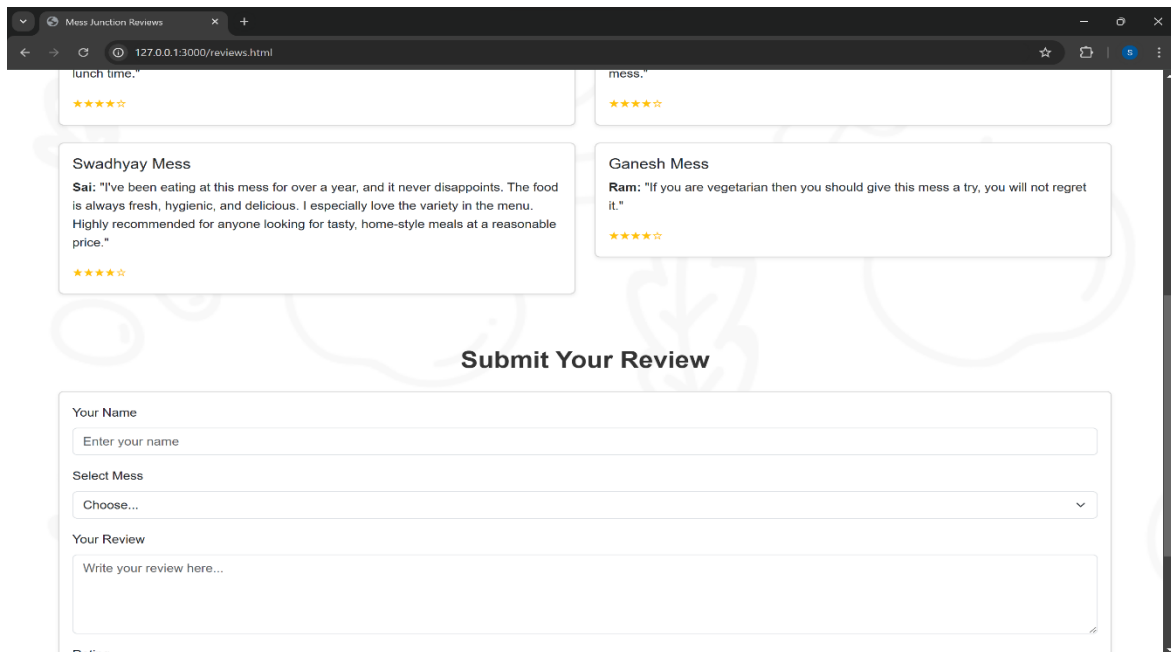 Mess Junction Reviews
127.0.0.1:3000/reviews.html
S
lunch time."
★★★★☆
mess."
★★★★☆
Swadhyay Mess
Sai: "I've been eating at this mess for over a year, and it never disappoints. The food
is always fresh, hygienic, and delicious. I especially love the variety in the menu.
Highly recommended for anyone looking for tasty, home-style meals at a reasonable
price."
★★★★☆
Ganesh Mess
Ram: "If you are vegetarian then you should give this mess a try, you will not regret
it."
★★★★☆
Submit Your Review
Your Name
Enter your name
Select Mess
Choose...
Your Review
Write your review here...